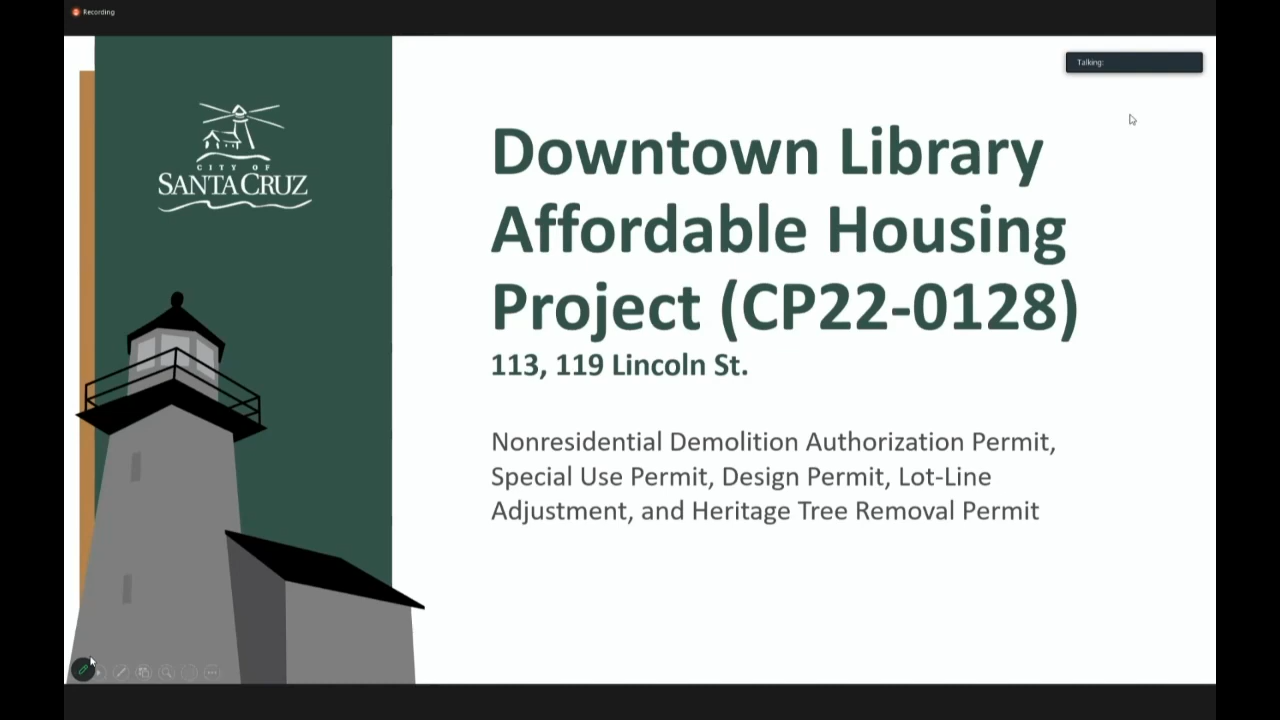 Recording
Talking:
CITY OF
SANTA CRUZ
Downtown Library
Affordable Housing
Project (CP22-0128)
113, 119 Lincoln St.
Nonresidential Demolition Authorization Permit,
Special Use Permit, Design Permit, Lot-Line
Adjustment, and Heritage Tree Removal Permit